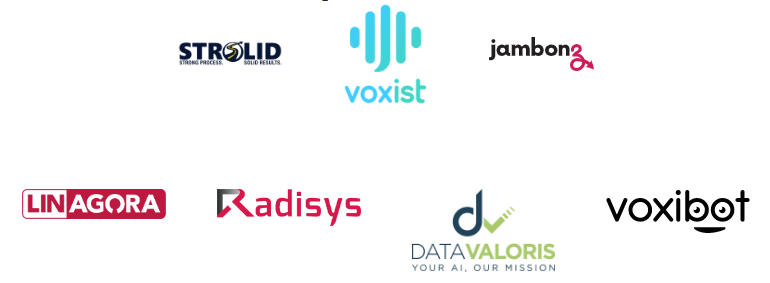 STROLID
STRONG PROCESS. SOLID RESULTS.
voxist
jambonz
LINAGORA
Radisys
DATAVALORIS
YOUR AI, OUR MISSION
voxibot